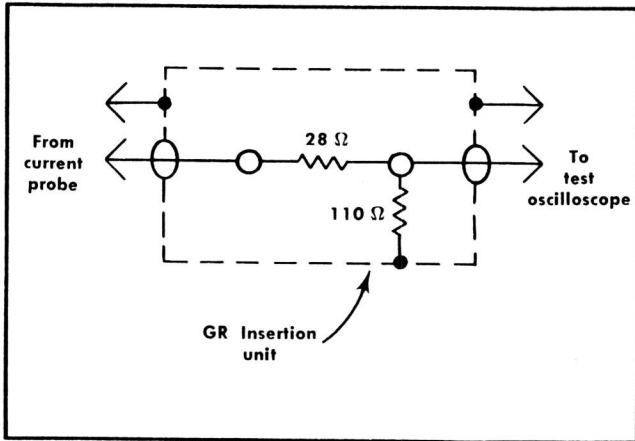 From
current
probe
28 Ω
110 Ω
To
test
oscilloscope
GR Insertion
unit